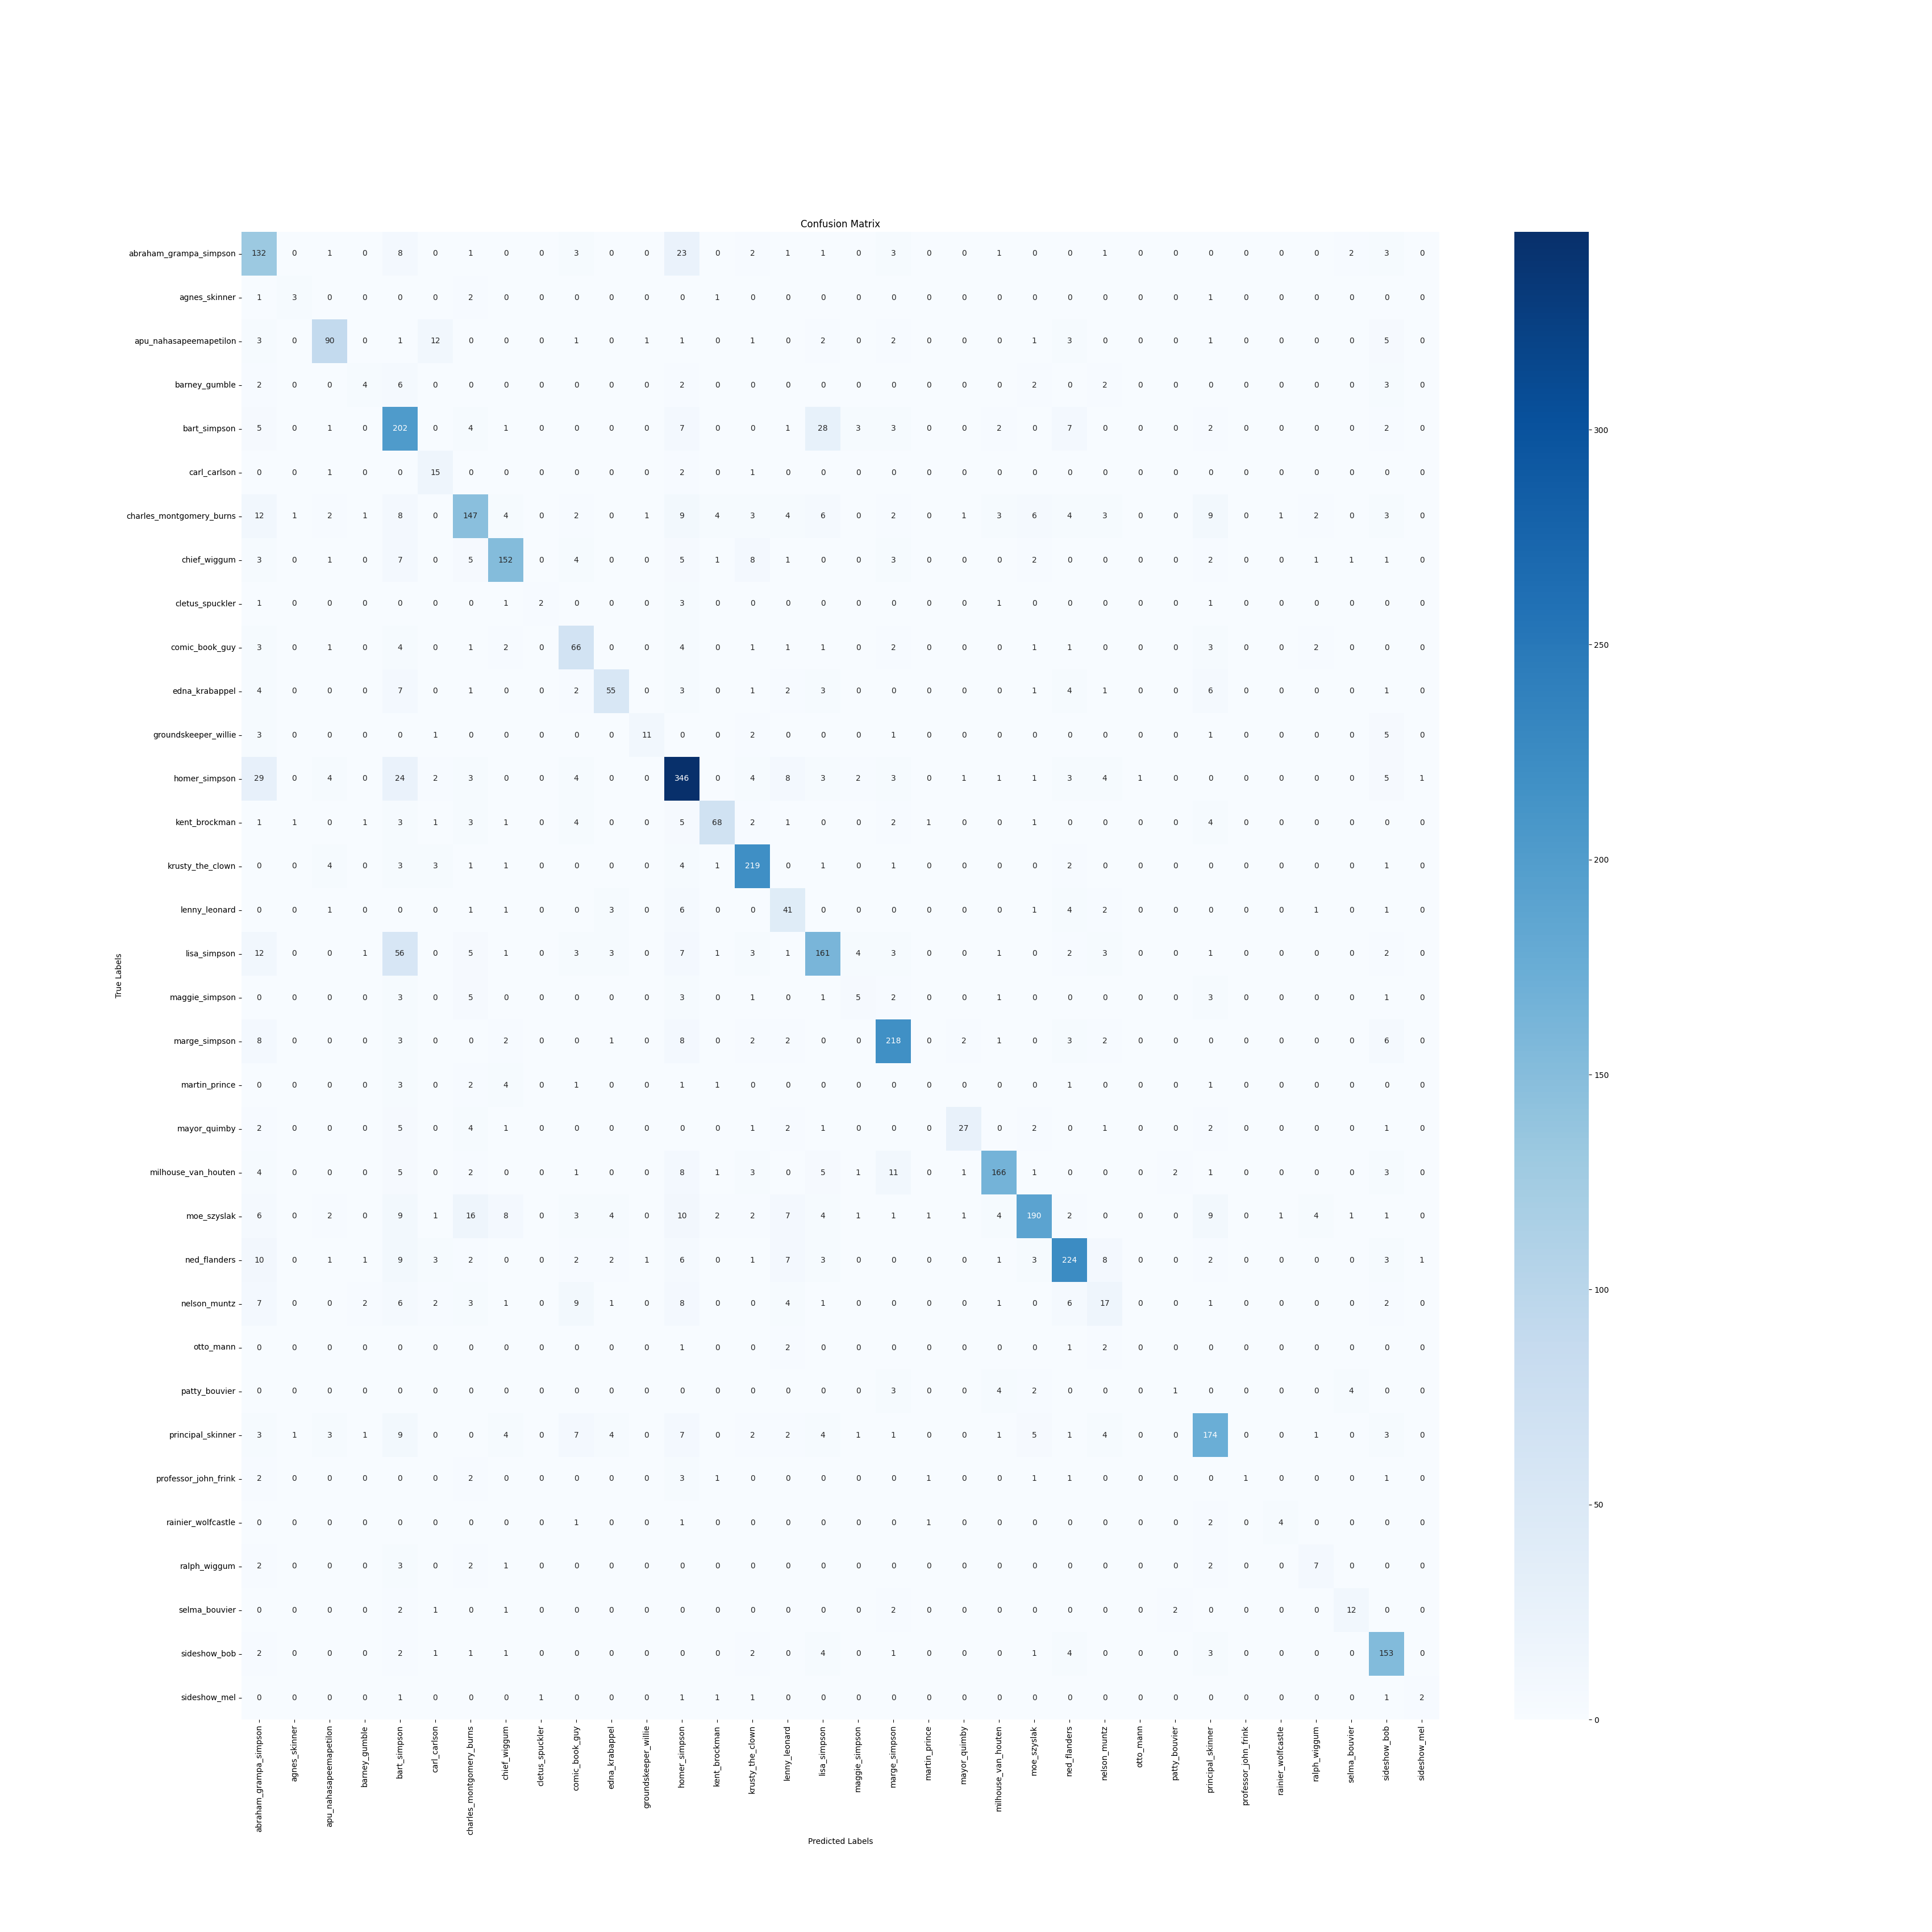 Confusion Matrix
abraham_grampa_simpson 132 0 1 0 8 0 1 0 0 3 0 0 23 0 2 1 1 0 3 0 0 1 0 0 1 0 0 0 0 0 0 2 3 0
agnes_skinner 1 3 0 0 0 0 2 0 0 0 0 0 0 1 0 0 0 0 0 0 0 0 0 0 0 0 0 1 0 0 0 0 0 0
apu_nahasapeemapetilon 3 0 90 0 1 12 0 0 0 1 0 1 1 0 1 0 2 0 2 0 0 0 1 3 0 0 0 1 0 0 0 0 5 0
barney_gumble 2 0 0 4 6 0 0 0 0 0 0 0 2 0 0 0 0 0 0 0 0 0 2 0 2 0 0 0 0 0 0 0 3 0
bart_simpson 5 0 1 0 202 0 4 1 0 0 0 0 7 0 0 1 28 3 3 0 0 2 0 7 0 0 0 2 0 0 0 0 2 0
carl_carlson 0 0 1 0 0 15 0 0 0 0 0 0 2 0 1 0 0 0 0 0 0 0 0 0 0 0 0 0 0 0 0 0 0 0
charles_montgomery_burns 12 1 2 1 8 0 147 4 0 2 0 1 9 4 3 4 6 0 2 0 1 3 6 4 3 0 0 9 0 1 2 0 3 0
chief_wiggum 3 0 1 0 7 0 5 152 0 4 0 0 5 1 8 1 0 0 3 0 0 0 2 0 0 0 0 2 0 0 1 1 1 0
cletus_spuckler 1 0 0 0 0 0 0 1 2 0 0 0 3 0 0 0 0 0 0 0 0 1 0 0 0 0 0 1 0 0 0 0 0 0
comic_book_guy 3 0 1 0 4 0 1 2 0 66 0 0 4 0 1 1 1 0 2 0 0 0 1 1 0 0 0 3 0 0 2 0 0 0
edna_krabappel 4 0 0 0 7 0 1 0 0 2 55 0 3 0 1 2 3 0 0 0 0 0 1 4 1 0 0 6 0 0 0 0 1 0
groundskeeper_willie 3 0 0 0 0 1 0 0 0 0 0 11 0 0 2 0 0 0 1 0 0 0 0 0 0 0 0 1 0 0 0 0 5 0
homer_simpson 29 0 4 0 24 2 3 0 0 4 0 0 346 0 4 8 3 2 3 0 1 1 1 3 4 1 0 0 0 0 0 0 5 1
kent_brockman 1 1 0 1 3 1 3 1 0 4 0 0 5 68 2 1 0 0 2 1 0 0 1 0 0 0 0 4 0 0 0 0 0 0
krusty_the_clown 0 0 4 0 3 3 1 1 0 0 0 0 4 1 219 0 1 0 1 0 0 0 0 2 0 0 0 0 0 0 0 0 1 0
lenny_leonard 0 0 1 0 0 0 1 1 0 0 3 0 6 0 0 41 0 0 0 0 0 0 1 4 2 0 0 0 0 0 1 0 1 0
lisa_simpson 12 0 0 1 56 0 5 1 0 3 3 0 7 1 3 1 161 4 3 0 0 1 0 2 3 0 0 1 0 0 0 0 2 0
maggie_simpson 0 0 0 0 3 0 5 0 0 0 0 0 3 0 1 0 1 5 2 0 0 1 0 0 0 0 0 3 0 0 0 0 1 0
marge_simpson 8 0 0 0 3 0 0 2 0 0 1 0 8 0 2 2 0 0 218 0 2 1 0 3 2 0 0 0 0 0 0 0 6 0
martin_prince 0 0 0 0 3 0 2 4 0 1 0 0 1 1 0 0 0 0 0 0 0 0 0 1 0 0 0 1 0 0 0 0 0 0
mayor_quimby 2 0 0 0 5 0 4 1 0 0 0 0 0 0 1 2 1 0 0 0 27 0 2 0 1 0 0 2 0 0 0 0 1 0
milhouse_van_houten 4 0 0 0 5 0 2 0 0 1 0 0 8 1 3 0 5 1 11 0 1 166 1 0 0 0 2 1 0 0 0 0 3 0
moe_szyslak 6 0 2 0 9 1 16 8 0 3 4 0 10 2 2 7 4 1 1 1 1 4 190 2 0 0 0 9 0 1 4 1 1 0
ned_flanders 10 0 1 1 9 3 2 0 0 2 2 1 6 0 1 7 3 0 0 0 0 1 3 224 8 0 0 2 0 0 0 0 3 1
nelson_muntz 7 0 0 2 6 2 3 1 0 9 1 0 8 0 0 4 1 0 0 0 0 1 0 6 17 0 0 1 0 0 0 0 2 0
otto_mann 0 0 0 0 0 0 0 0 0 0 0 0 1 0 0 2 0 0 0 0 0 0 0 1 2 0 0 0 0 0 0 0 0 0
patty_bouvier 0 0 0 0 0 0 0 0 0 0 0 0 0 0 0 0 0 0 3 0 0 4 2 0 0 0 1 0 0 0 0 4 0 0
principal_skinner 3 1 3 1 9 0 0 4 0 7 4 0 7 0 2 2 4 1 1 0 0 1 5 1 4 0 0 174 0 0 1 0 3 0
professor_john_frink 2 0 0 0 0 0 2 0 0 0 0 0 3 1 0 0 0 0 0 1 0 0 1 1 0 0 0 0 1 0 0 0 1 0
rainier_wolfcastle 0 0 0 0 0 0 0 0 0 1 0 0 1 0 0 0 0 0 0 1 0 0 0 0 0 0 0 2 0 4 0 0 0 0
ralph_wiggum 2 0 0 0 3 0 2 1 0 0 0 0 0 0 0 0 0 0 0 0 0 0 0 0 0 0 0 2 0 0 7 0 0 0
selma_bouvier 0 0 0 0 2 1 0 1 0 0 0 0 0 0 0 0 0 0 2 0 0 0 0 0 0 0 2 0 0 0 0 12 0 0
sideshow_bob 2 0 0 0 2 1 1 1 0 0 0 0 0 0 2 0 4 0 1 0 0 0 1 4 0 0 0 3 0 0 0 0 153 0
sideshow_mel 0 0 0 0 1 0 0 0 1 0 0 0 1 1 1 0 0 0 0 0 0 0 0 0 0 0 0 0 0 0 0 0 1 2
True Labels
abraham_grampa_simpson
agnes_skinner
apu_nahasapeemapetilon
barney_gumble
bart_simpson
carl_carlson
charles_montgomery_burns
chief_wiggum
cletus_spuckler
comic_book_guy
edna_krabappel
groundskeeper_willie
homer_simpson
kent_brockman
krusty_the_clown
lenny_leonard
lisa_simpson
maggie_simpson
marge_simpson
martin_prince
mayor_quimby
milhouse_van_houten
moe_szyslak
ned_flanders
nelson_muntz
otto_mann
patty_bouvier
principal_skinner
professor_john_frink
rainier_wolfcastle
ralph_wiggum
selma_bouvier
sideshow_bob
sideshow_mel
Predicted Labels
300
250
200
150
100
50
0